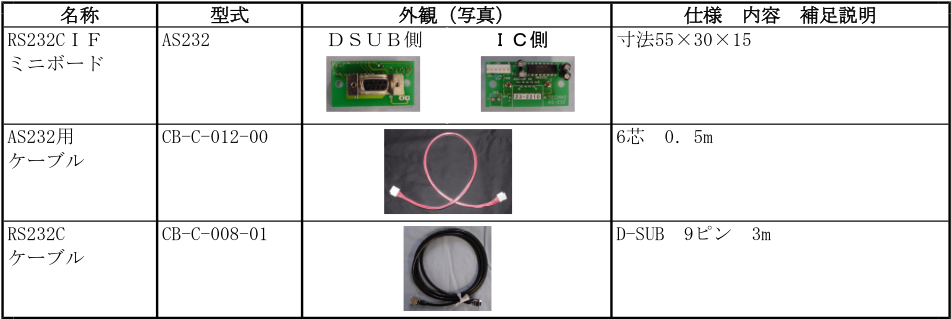 名称 型式 外観（写真） 仕様 内容 補足説明
RS232CＩＦ
ミニボード
AS232
ＤＳＵＢ側 ＩＣ側
寸法55×30×15
AS232用
ケーブル
CB-C-012-00
6芯 0．5m
RS232C
ケーブル
CB-C-008-01
D-SUB 9ピン 3m